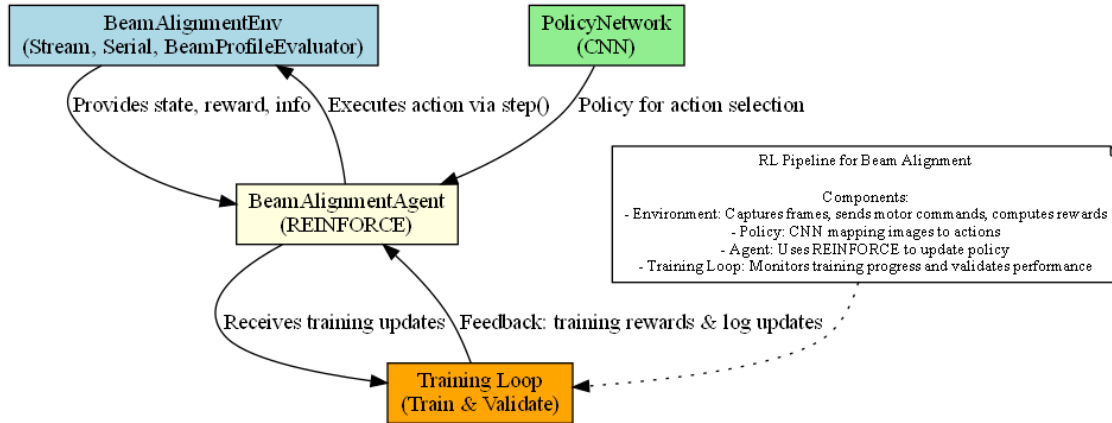 BeamAlignmentEnv
(Stream, Serial, BeamProfileEvaluator)
PolicyNetwork
(CNN)
Provides state, reward, info
Executes action via step()
Policy for action selection
RL Pipeline for Beam Alignment
Components:
- Environment: Captures frames, sends motor commands, computes rewards
- Policy: CNN mapping images to actions
- Agent: Uses REINFORCE to update policy
- Training Loop: Monitors training progress and validates performance
BeamAlignmentAgent
(REINFORCE)
Receives training updates
Feedback: training rewards & log updates
Training Loop
(Train & Validate)